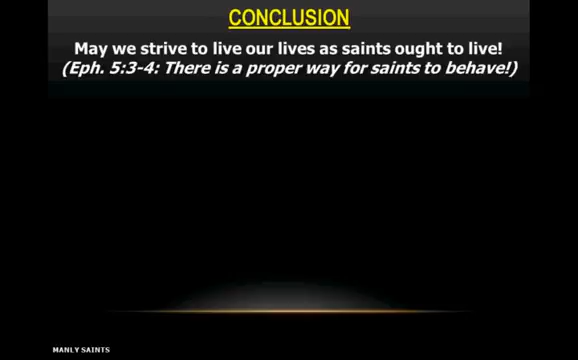 CONCLUSION
May we strive to live our lives as saints ought to live!
(Eph. 5:3-4: There is a proper way for saints to behave!)
MANLY SAINTS